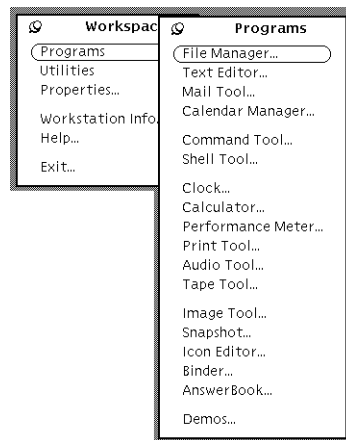 Workspac
Programs
Utilities
Properties...
Workstation Info.
Help...
Exit...
Programs
File Manager...
Text Editor...
Mail Tool...
Calendar Manager...
Command Tool...
Shell Tool...
Clock...
Calculator...
Performance Meter...
Print Tool...
Audio Tool...
Tape Tool...
Image Tool...
Snapshot...
Icon Editor...
Binder...
AnswerBook...
Demos...